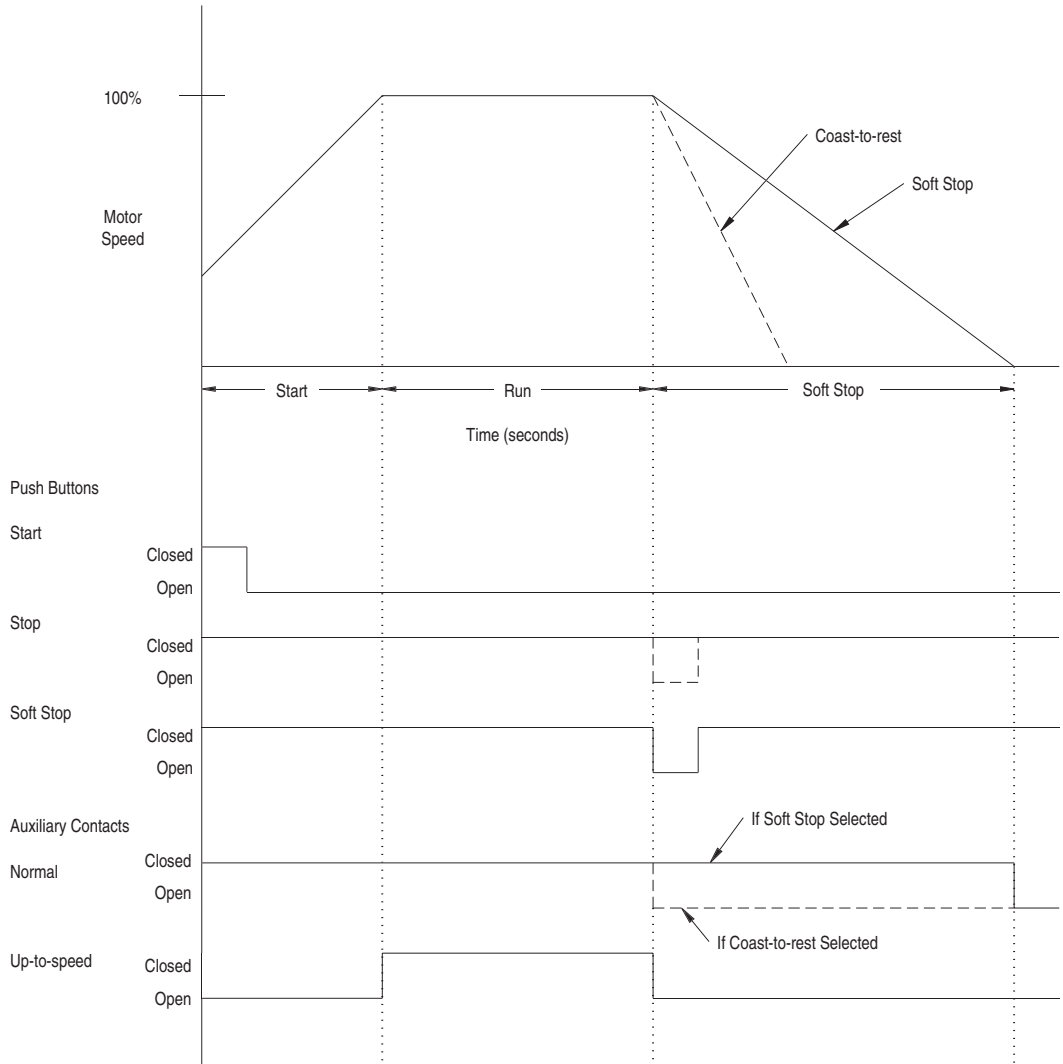 100%
Coast-to-rest
Soft Stop
Motor
Speed
Start
Run
Soft Stop
Time (seconds)
Push Buttons
Start
Closed
Open
Stop
Closed
Open
Soft Stop
Closed
Open
If Soft Stop Selected
Auxiliary Contacts
Closed
Normal
Open
If Coast-to-rest Selected
Up-to-speed
Closed
Open